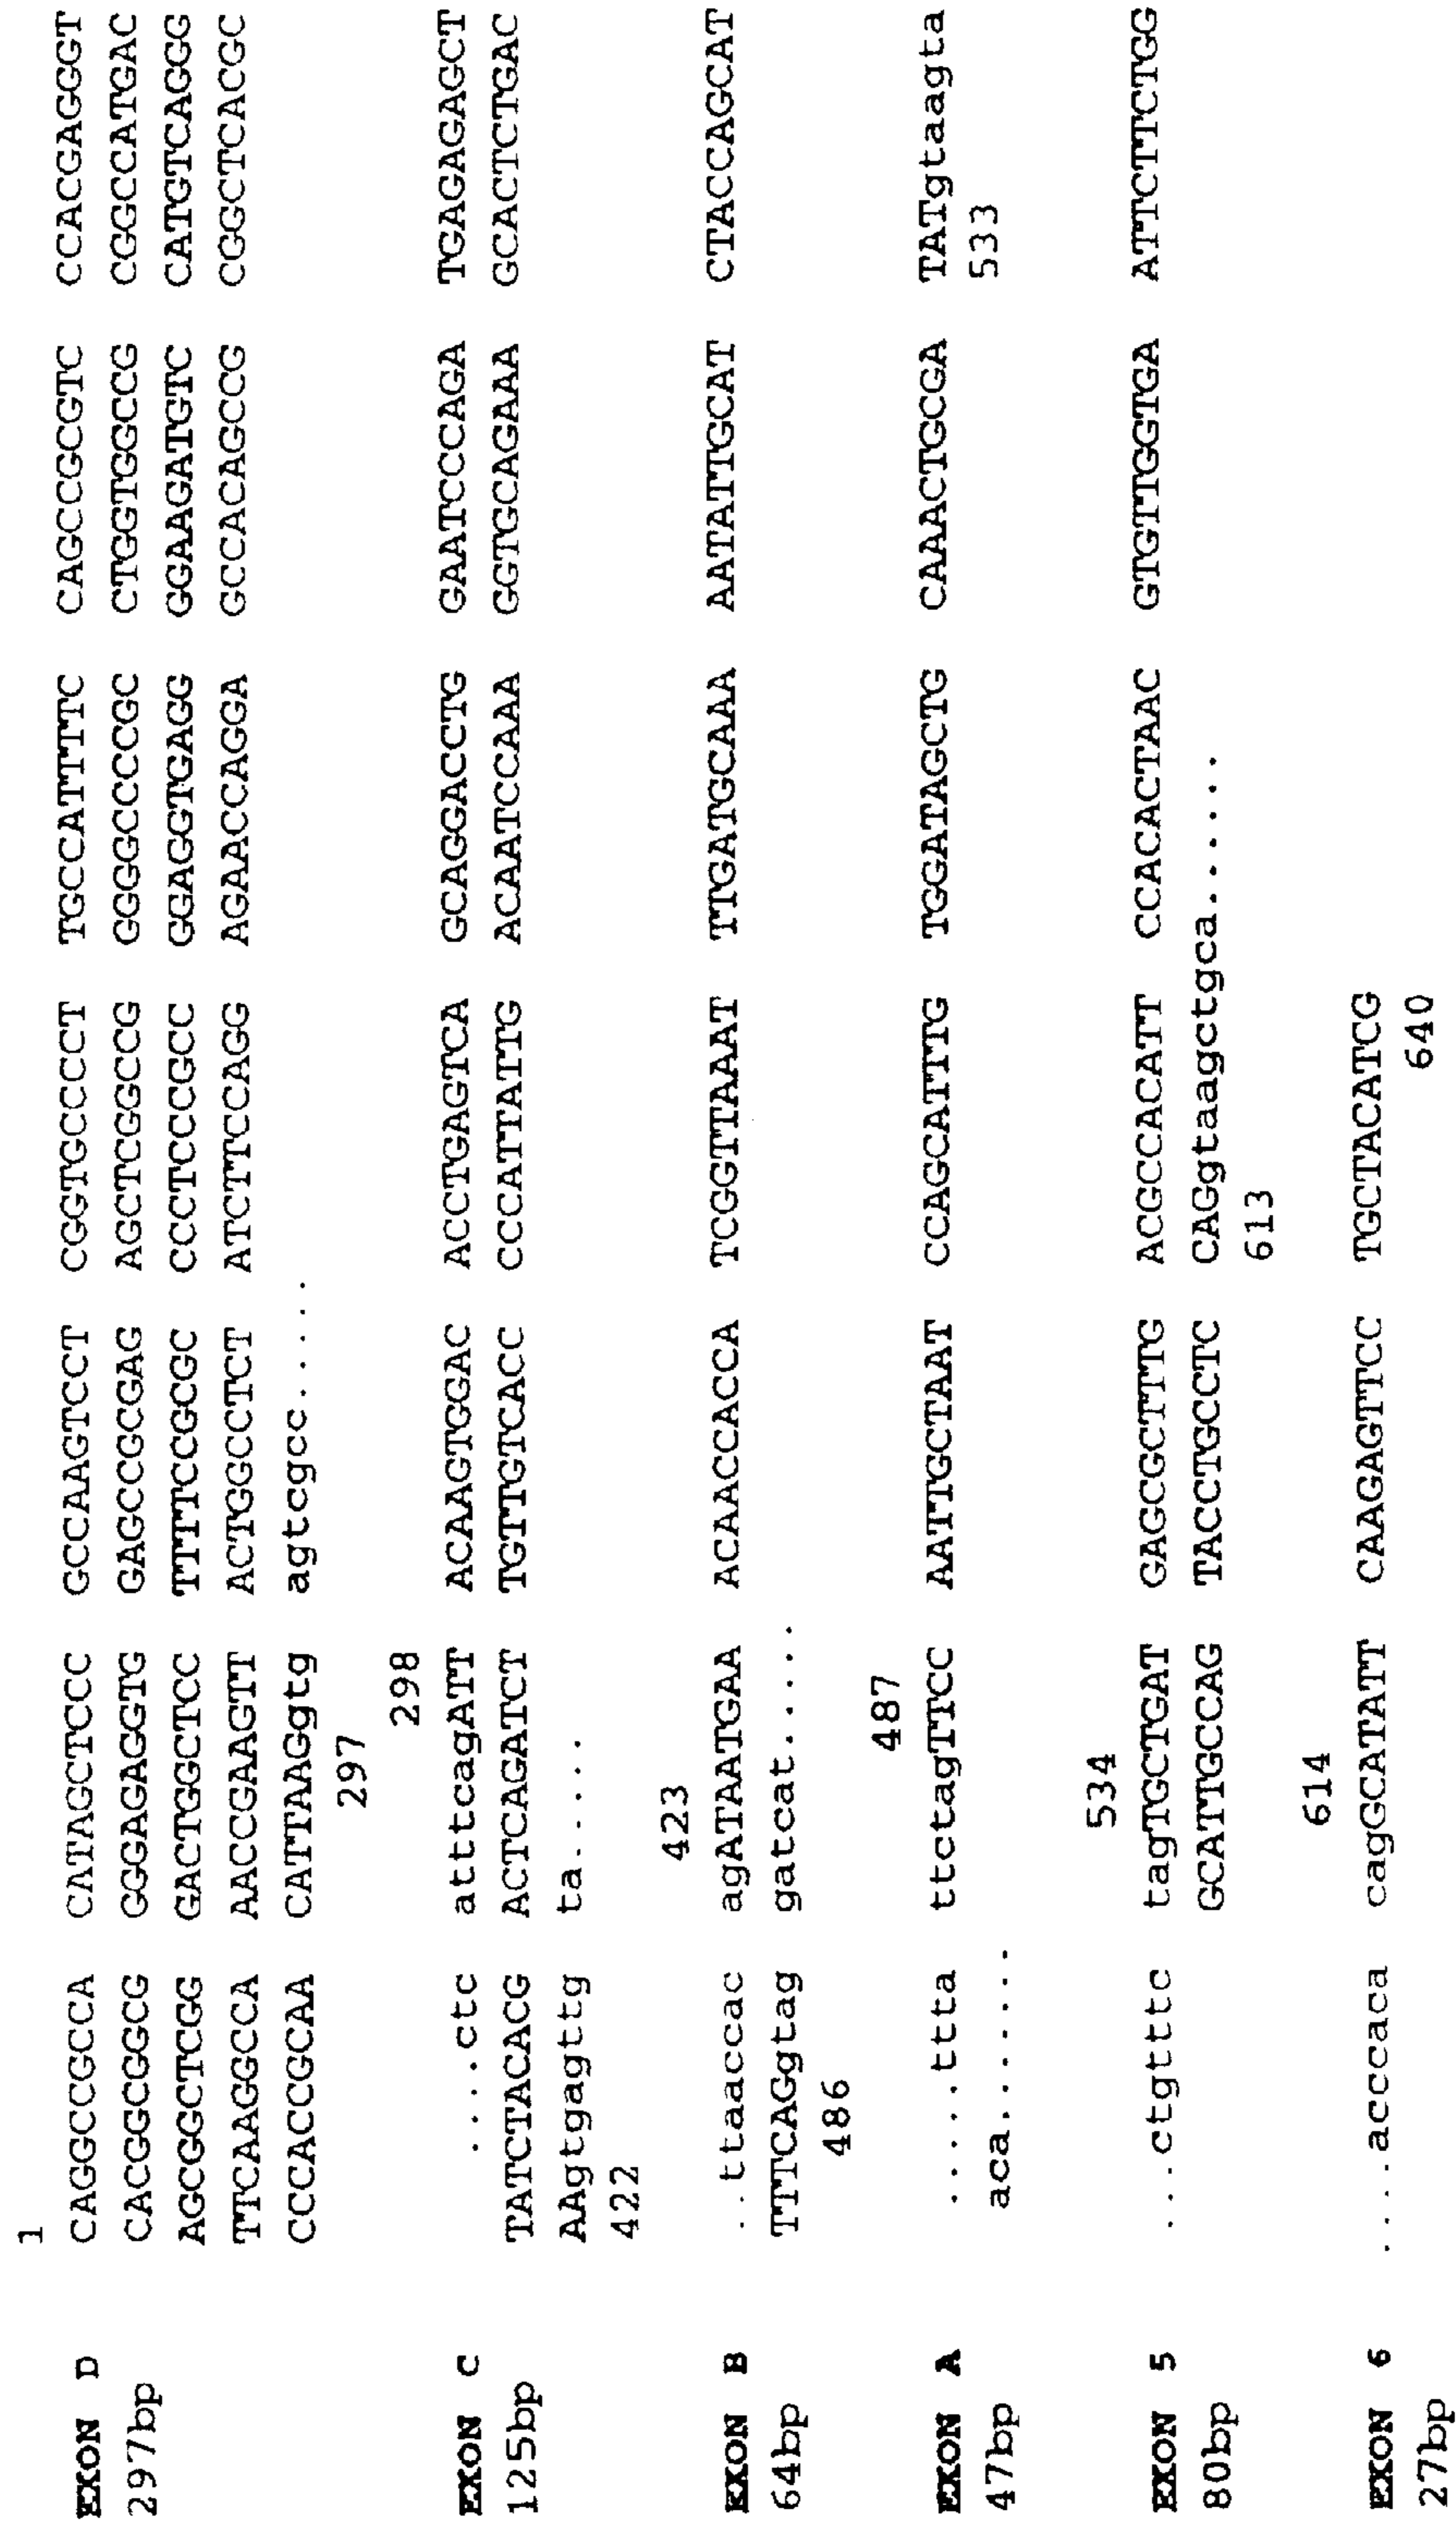 1
EXON D CAGGCCGCCA CATAGCTCCC GCCAAGTCCT CGGTGCCCCT TGCCATTTTC CAGCCGCGTC CCACGAGGGT
297bp CACGGCGGCG GGGAGAGGTG GAGCCGCGAG AGCTCGGCCG GGGGCCCCGC CTGGTGGCCG CGGCCATGAC
AGCGGCTCGG GACTGGCTCC TTTTCCGCGC CCCTCCCGCC GGAGGTGAGG GGAAGATGTC CATGTCAGGG
TTCAAGGCCA AACCGAAGTT ACTGGCCTCT ATCTTCCAGG AGAACCAGGA GCCACAGCCG CGGCTCACGC
CCCACCGCAA CATTAAGgtg agtcgcc.....
297
298
EXON C ....ctc atttcagATT ACAAGTGGAC ACCTGAGTCA GCAGGACCTG GAATCCCAGA TGAGAGAGCT
125bp TATCTACACG ACTCAGATCT TGTTGTCACC CCCATTATTG ACAATCCAAA GGTGCAGAAA GCACTCTGAC
AAgtgagttg ta.....
422
423
EXON B ..ttaaccac agATAATGAA ACAACCACCA TCGGTTAAAT TTGATGCAAA AATATTGCAT CTACCAGCAT
64bp TTTCAGgtag gatcat.....
486
487
EXON A .....ttta ttctagTTCC AATTGCTAAT CCAGCATTTG TGGATAGCTG CAAACTGCGA TATgtaagta
47bp aca....... 533
534
EXON 5 ...ctgtttc tagTGCTGAT GAGCGCTTTG ACGCCACATT CCACACTAAC GTGTTGGTGA ATTCTTCTGG
80bp GCATTGCCAG TACCTGCCTC CAGgtaagctgca......
613
614
EXON 6 ....acccaca cagGCATATT CAAGAGTTCC TGCTACATCG
27bp 640